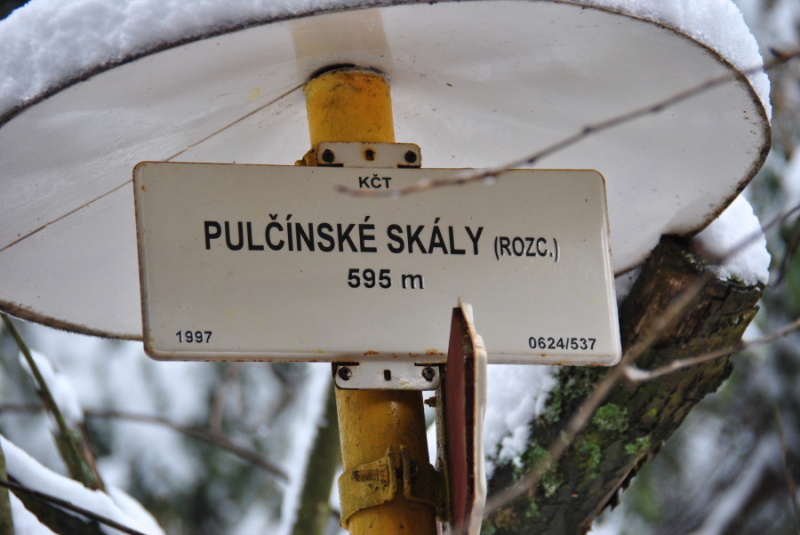 KČT
PULČÍNSKÉ SKÁLY (ROZC.)
595 m
1997 0624/537